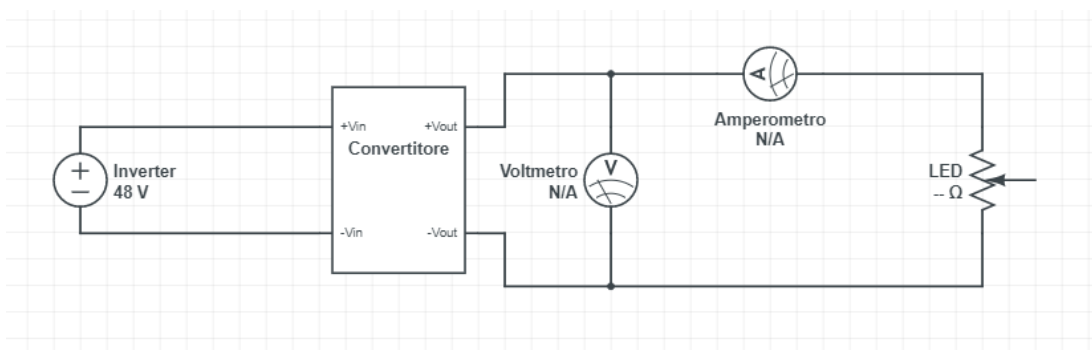 Inverter
48 V
+Vin
+Vout
Convertitore
-Vin
-Vout
Voltmetro
N/A
V
A
Amperometro
N/A
LED
-- Ω